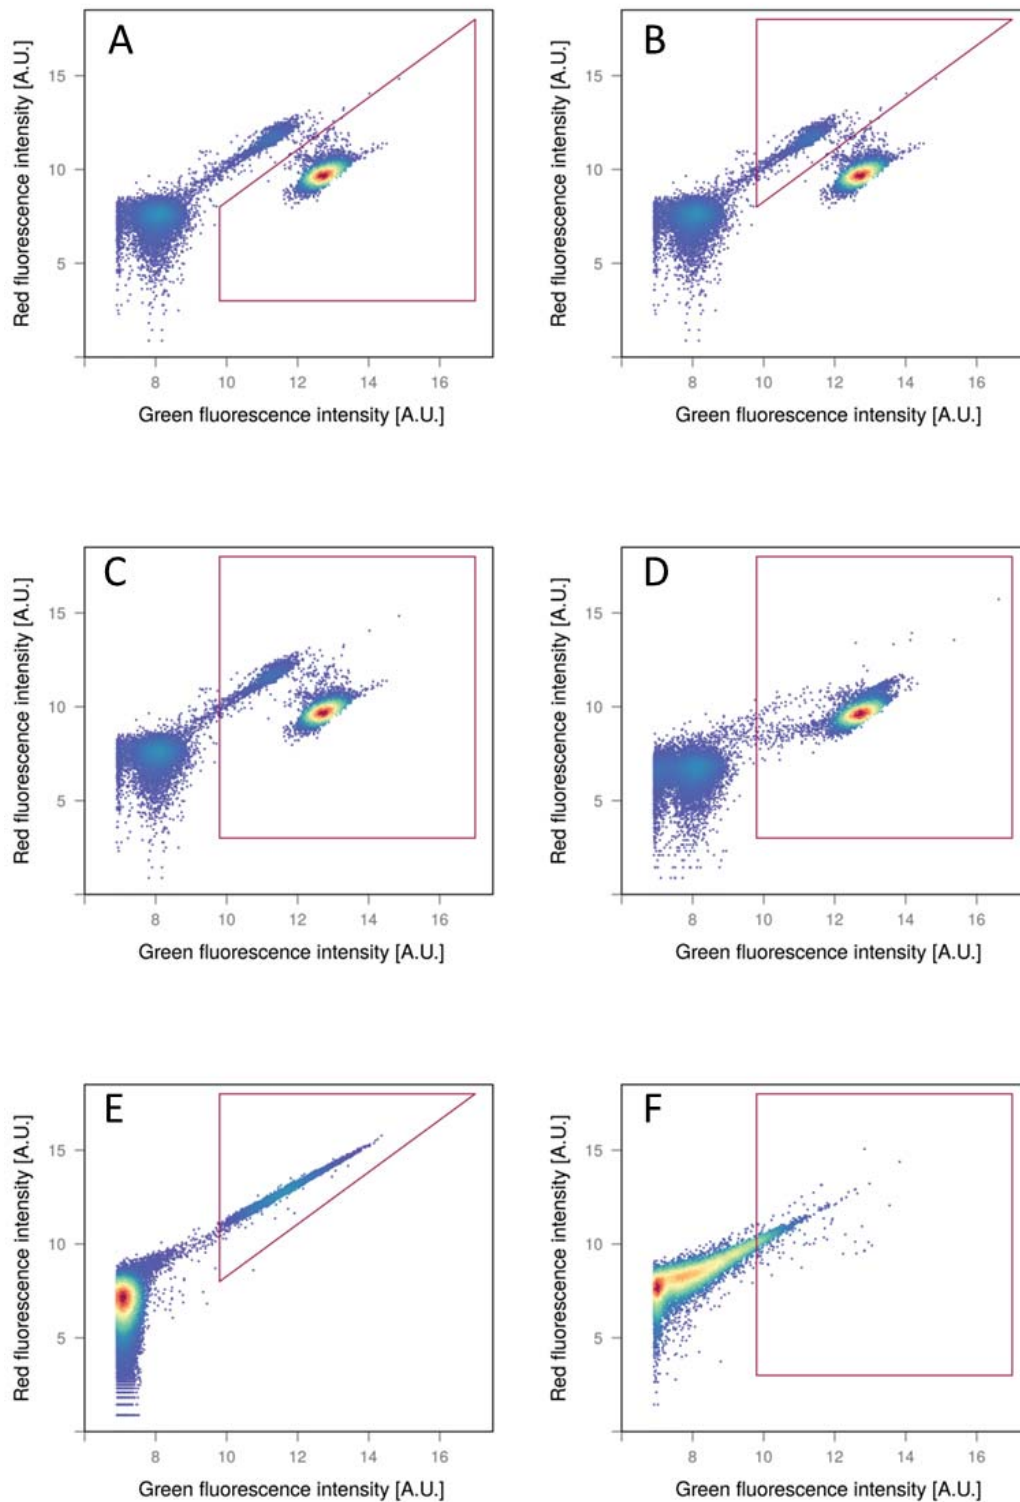 A
B
Red fluorescence intensity [A.U.]
15
10
5
8 10 12 14 16
Green fluorescence intensity [A.U.]
Red fluorescence intensity [A.U.]
15
10
5
8 10 12 14 16
Green fluorescence intensity [A.U.]
C
D
Red fluorescence intensity [A.U.]
15
10
5
8 10 12 14 16
Green fluorescence intensity [A.U.]
Red fluorescence intensity [A.U.]
15
10
5
8 10 12 14 16
Green fluorescence intensity [A.U.]
E
F
Red fluorescence intensity [A.U.]
15
10
5
8 10 12 14 16
Green fluorescence intensity [A.U.]
Red fluorescence intensity [A.U.]
15
10
5
8 10 12 14 16
Green fluorescence intensity [A.U.]